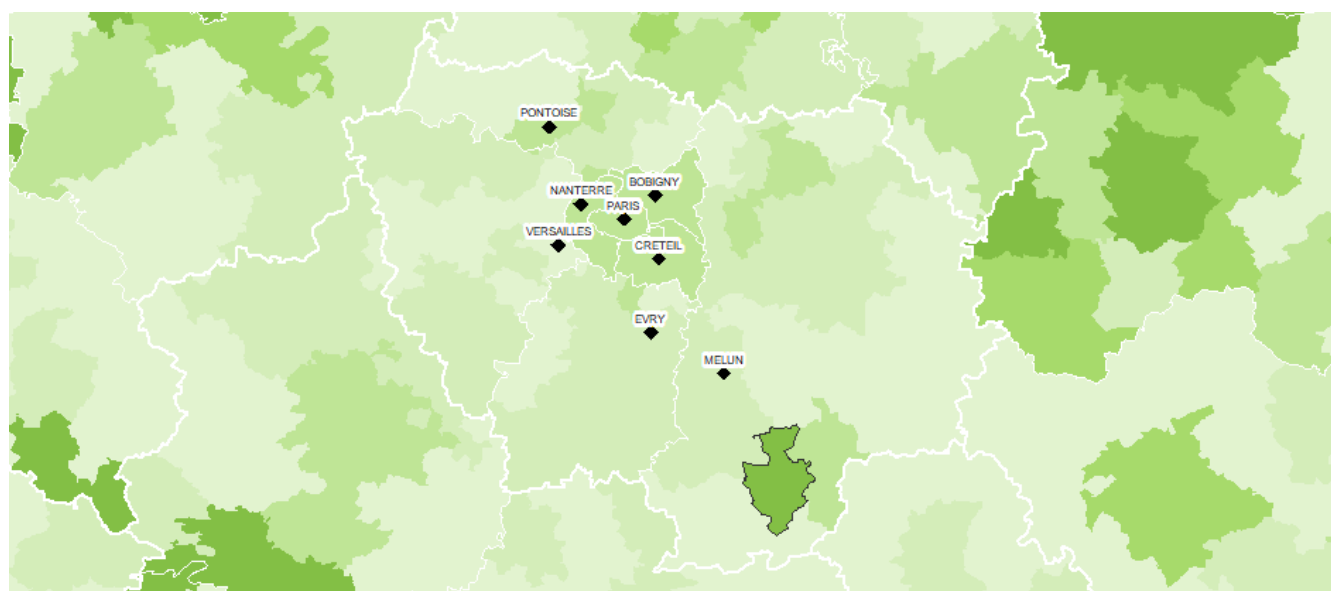 PONTOISE
BOBIGNY
NANTERRE
PARIS
VERSAILLES
CRETEIL
EVRY
MELUN